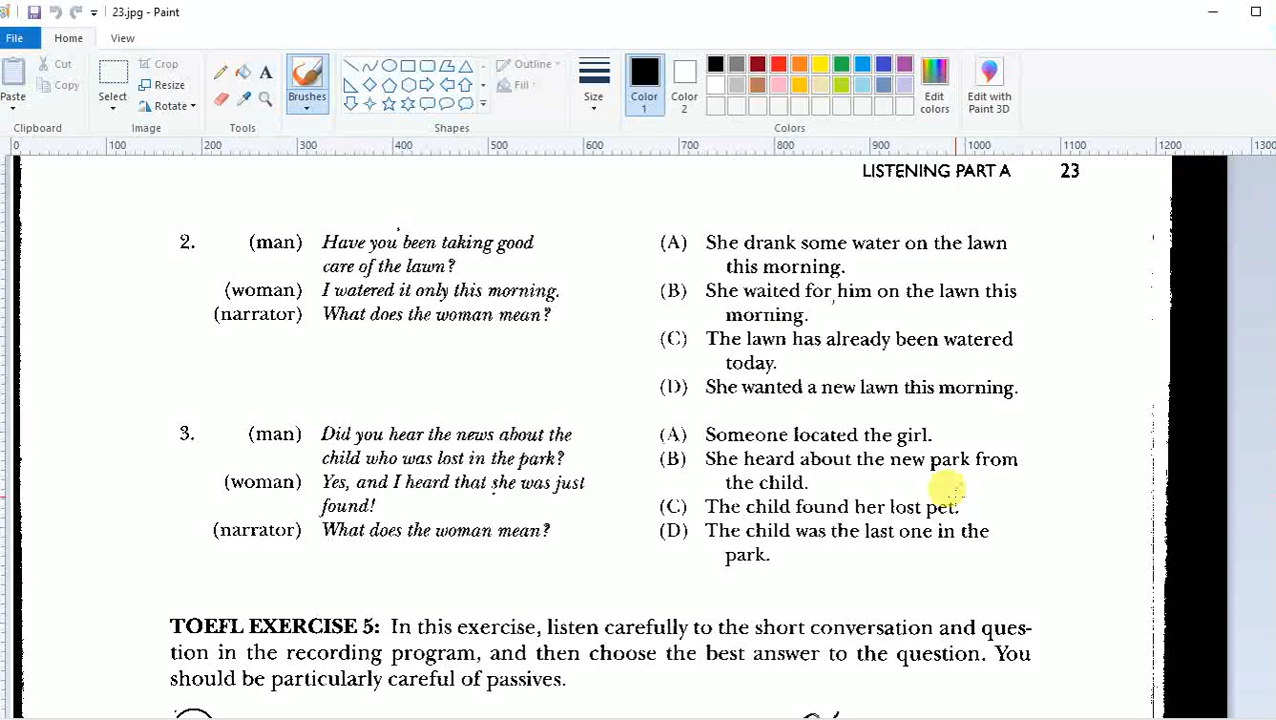 23.jpg - Paint
File Home View
Paste
Cut
Copy
Clipboard
Select
Crop
Resize
Rotate
Image
Tools
Brushes
Outline
Fill
Shapes
Size
Color 1
Color 2
Edit colors
Edit with Paint 3D
Colors
0 100 200 300 400 500 600 700 800 900 1000 1100 1200 1300
LISTENING PART A 23
2. (man) Have you been taking good
care of the lawn?
(woman) I watered it only this morning.
(narrator) What does the woman mean?
(A) She drank some water on the lawn
this morning.
(B) She waited for him on the lawn this
morning.
(C) The lawn has already been watered
today.
(D) She wanted a new lawn this morning.
3. (man) Did you hear the news about the
child who was lost in the park?
(woman) Yes, and I heard that she was just
found!
(narrator) What does the woman mean?
(A) Someone located the girl.
(B) She heard about the new park from
the child.
(C) The child found her lost pet.
(D) The child was the last one in the
park.
TOEFL EXERCISE 5: In this exercise, listen carefully to the short conversation and ques-
tion in the recording program, and then choose the best answer to the question. You
should be particularly careful of passives.